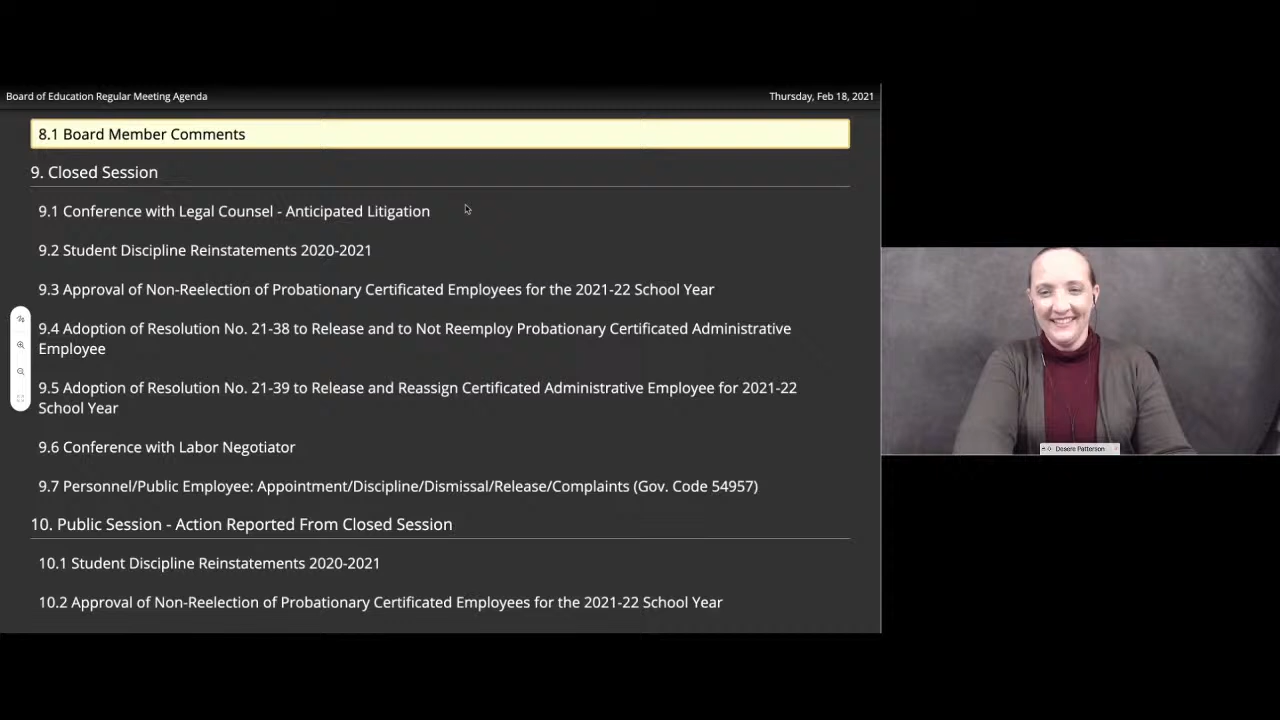 Board of Education Regular Meeting Agenda
Thursday, Feb 18, 2021
8.1 Board Member Comments
9. Closed Session
9.1 Conference with Legal Counsel - Anticipated Litigation
9.2 Student Discipline Reinstatements 2020-2021
9.3 Approval of Non-Reelection of Probationary Certificated Employees for the 2021-22 School Year
9.4 Adoption of Resolution No. 21-38 to Release and to Not Reemploy Probationary Certificated Administrative
Employee
9.5 Adoption of Resolution No. 21-39 to Release and Reassign Certificated Administrative Employee for 2021-22
School Year
9.6 Conference with Labor Negotiator
9.7 Personnel/Public Employee: Appointment/Discipline/Dismissal/Release/Complaints (Gov. Code 54957)
10. Public Session - Action Reported From Closed Session
10.1 Student Discipline Reinstatements 2020-2021
10.2 Approval of Non-Reelection of Probationary Certificated Employees for the 2021-22 School Year
Desree Patterson